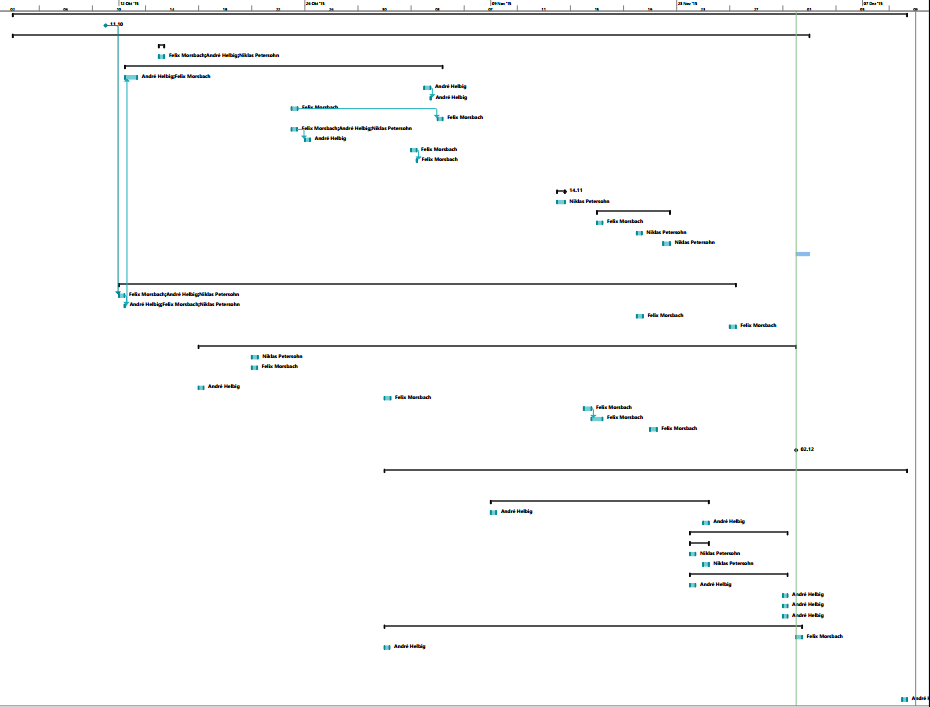 12 Okt '15 26 Okt '15 09 Nov '15 23 Nov '15 07 Dez '15
11.10
Felix Morsbach;André Helbig;Niklas Petersohn
André Helbig;Felix Morsbach
André Helbig
André Helbig
Felix Morsbach
Felix Morsbach
Felix Morsbach;André Helbig;Niklas Petersohn
André Helbig
Felix Morsbach
Felix Morsbach
14.11
Niklas Petersohn
Felix Morsbach
Niklas Petersohn
Niklas Petersohn
Felix Morsbach;André Helbig;Niklas Petersohn
André Helbig;Felix Morsbach;Niklas Petersohn
Felix Morsbach
Felix Morsbach
Niklas Petersohn
Felix Morsbach
André Helbig
Felix Morsbach
Felix Morsbach
Felix Morsbach
Felix Morsbach
02.12
André Helbig
André Helbig
Niklas Petersohn
Niklas Petersohn
André Helbig
André Helbig
André Helbig
André Helbig
Felix Morsbach
André Helbig
André H